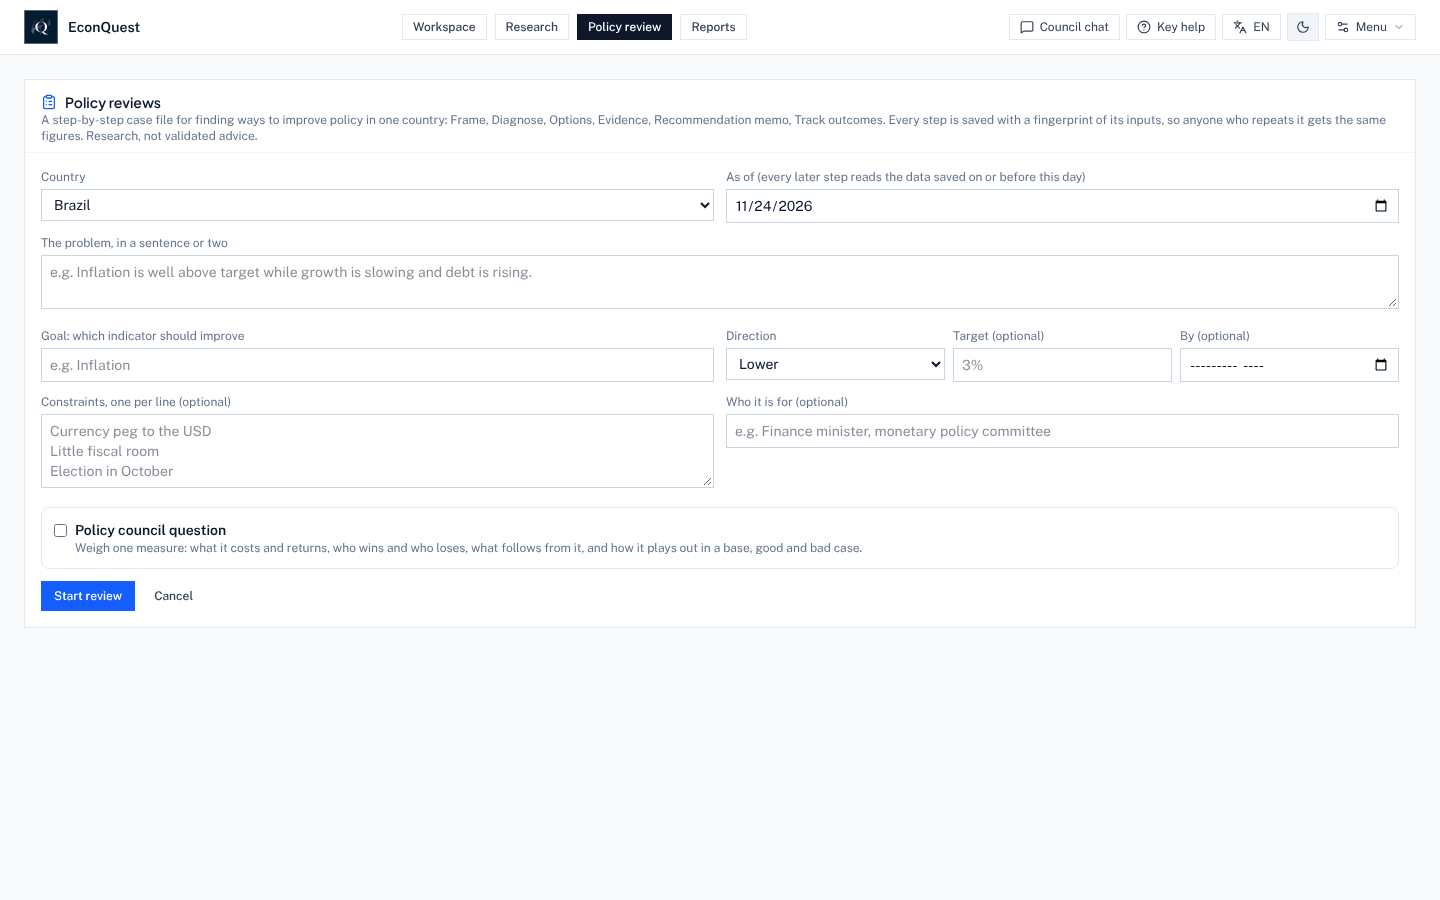 EconQuest
Workspace
Research
Policy review
Reports
Council chat
Key help
EN
Menu
Policy reviews
A step-by-step case file for finding ways to improve policy in one country: Frame, Diagnose, Options, Evidence, Recommendation memo, Track outcomes. Every step is saved with a fingerprint of its inputs, so anyone who repeats it gets the same
figures. Research, not validated advice.
Country
As of (every later step reads the data saved on or before this day)
Brazil
11/24/2026
The problem, in a sentence or two
e.g. Inflation is well above target while growth is slowing and debt is rising.
Goal: which indicator should improve
Direction
Target (optional)
By (optional)
e.g. Inflation
Lower
3%
--------- ----
Constraints, one per line (optional)
Who it is for (optional)
Currency peg to the USD
Little fiscal room
Election in October
e.g. Finance minister, monetary policy committee
Policy council question
Weigh one measure: what it costs and returns, who wins and who loses, what follows from it, and how it plays out in a base, good and bad case.
Start review
Cancel